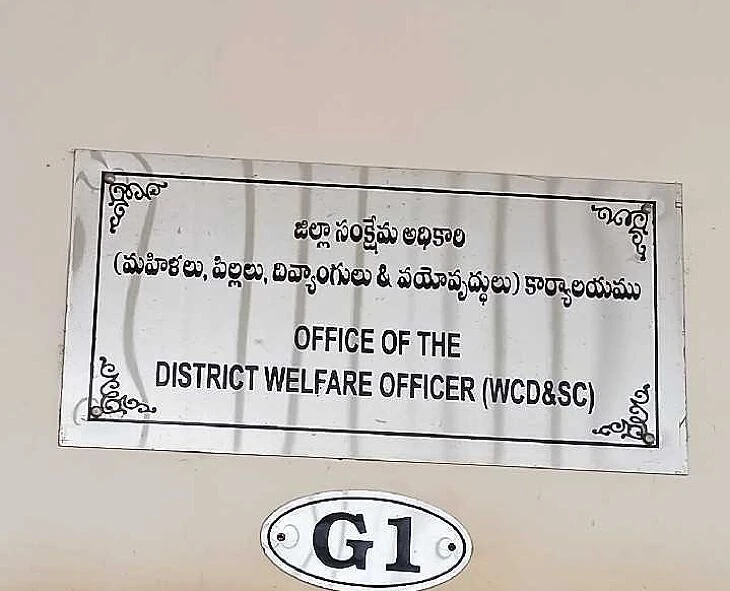 జిల్లా సంక్షేమ అధికారి
(మహిళలు, పిల్లలు, దివ్యాంగులు & వయోవృద్ధులు) కార్యాలయము
OFFICE OF THE
DISTRICT WELFARE OFFICER (WCD&SC)
G1